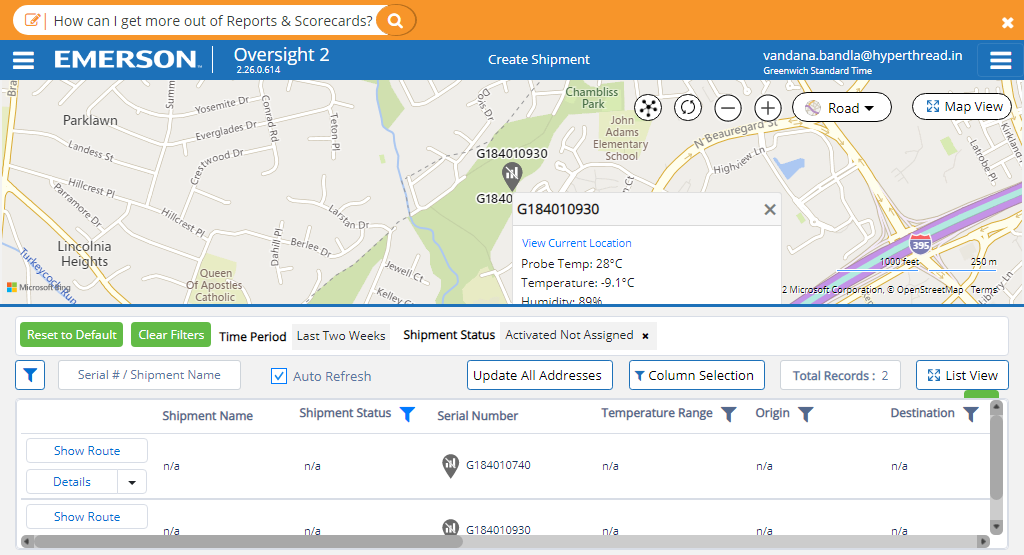 How can I get more out of Reports & Scorecards?
EMERSON
Oversight 2
2.26.0.614
Create Shipment
vandana.bandla@hyperthread.in
Greenwich Standard Time
Parklawn
Yosemite Dr
Everglades Dr
Conrad Rd
Teton Pl
Landess St
Crestwood Dr
Hillcrest Pl
Paramore Dr
Hillcrest Pl
Larstan Dr
Lincolnia
Heights
Dahill Pl
Berlee Dr
Jewell Ct
Turkeycock Run
Queen
Of Apostles
Catholic
Kelley Ct
Microsoft Bing
Chambliss
Park
John
Adams
Elementary
School
N Beauregard St
Highview Ln
Latrobe Pl
Road
Map View
G184010930
G1840
G184010930
View Current Location
Probe Temp: 28°C
Temperature: -9.1°C
Humidity: 89%
395
1000 feet
250 m
2 Microsoft Corporation, © OpenStreetMap Terms
Library Ln
Reset to Default
Clear Filters
Time Period
Last Two Weeks
Shipment Status
Activated Not Assigned
Serial # / Shipment Name
Auto Refresh
Update All Addresses
Column Selection
Total Records : 2
List View
Shipment Name
Shipment Status
Serial Number
Temperature Range
Origin
Destination
Show Route
Details
n/a
n/a
G184010740
n/a
n/a
n/a
Show Route
n/a
n/a
G184010930
n/a
n/a
n/a